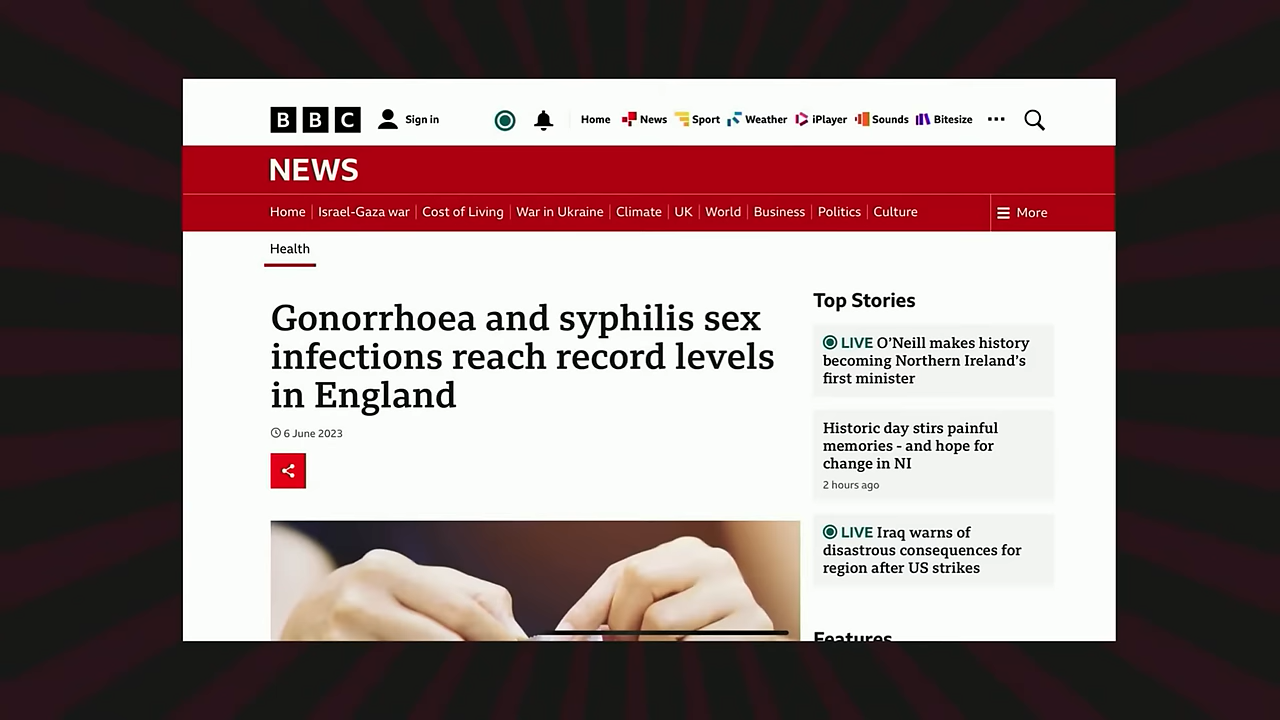 BBC Sign in Home News Sport Weather iPlayer Sounds Bitesize
NEWS
Home Israel-Gaza war Cost of Living War in Ukraine Climate UK World Business Politics Culture More
Health
Gonorrhoea and syphilis sex
infections reach record levels
in England
6 June 2023
Top Stories
LIVE O’Neill makes history
becoming Northern Ireland's
first minister
Historic day stirs painful
memories - and hope for
change in NI
2 hours ago
LIVE Iraq warns of
disastrous consequences for
region after US strikes
Features